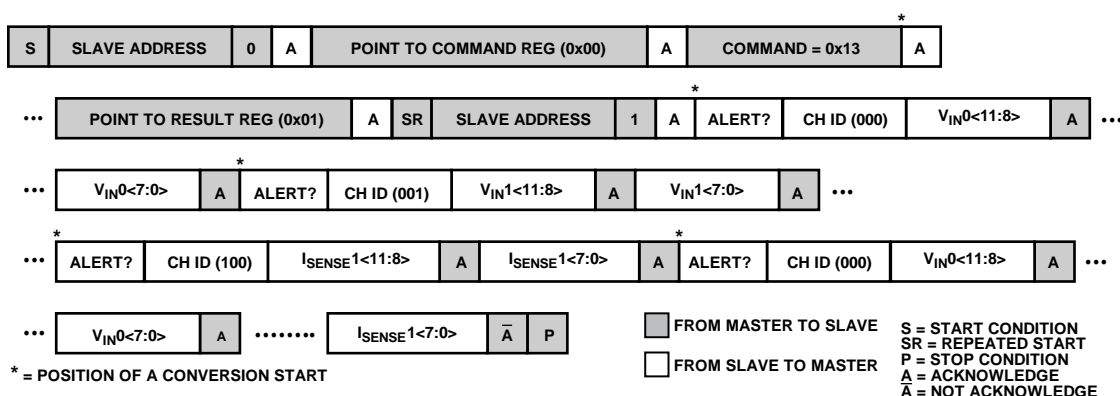 *
S SLAVE ADDRESS 0 A POINT TO COMMAND REG (0x00) A COMMAND = 0x13 A
*
... POINT TO RESULT REG (0x01) A SR SLAVE ADDRESS 1 A ALERT? CH ID (000) VIN0<11:8> A ...
*
... VIN0<7:0> A ALERT? CH ID (001) VIN1<11:8> A VIN1<7:0> A ...
* *
... ALERT? CH ID (100) ISENSE1<11:8> A ISENSE1<7:0> A ALERT? CH ID (000) VIN0<11:8> A ...
... VIN0<7:0> A ........ ISENSE1<7:0> A̅ P
* = POSITION OF A CONVERSION START
FROM MASTER TO SLAVE
FROM SLAVE TO MASTER
S = START CONDITION
SR = REPEATED START
P = STOP CONDITION
A = ACKNOWLEDGE
A̅ = NOT ACKNOWLEDGE